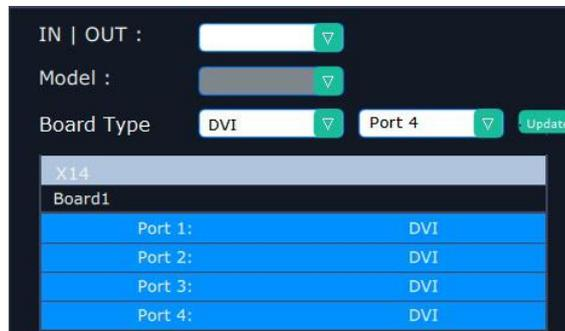 IN | OUT :
Model :
Board Type DVI Port 4 Update
X14
Board1
Port 1: DVI
Port 2: DVI
Port 3: DVI
Port 4: DVI